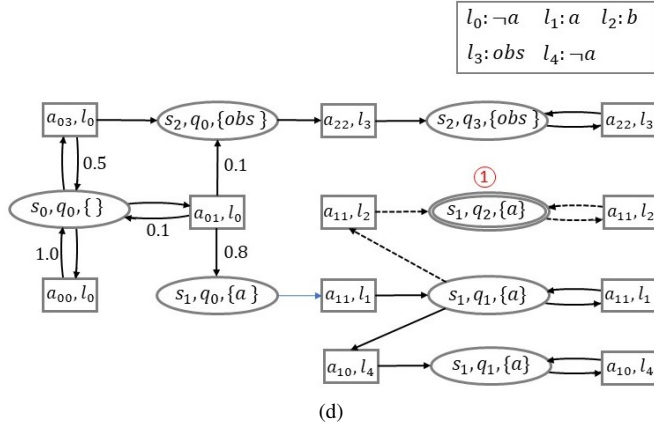 l₀: ¬a l₁: a l₂: b
l₃: obs l₄: ¬a
a₀₃, l₀
s₂, q₀, {obs }
a₂₂, l₃
s₂, q₃, {obs }
a₂₂, l₃
0.5
0.1
1
s₀, q₀, { }
0.1
a₀₁, l₀
a₁₁, l₂
s₁, q₂, {a}
a₁₁, l₂
1.0
0.8
a₀₀, l₀
s₁, q₀, {a }
a₁₁, l₁
s₁, q₁, {a}
a₁₁, l₁
a₁₀, l₄
s₁, q₁, {a}
a₁₀, l₄
(d)